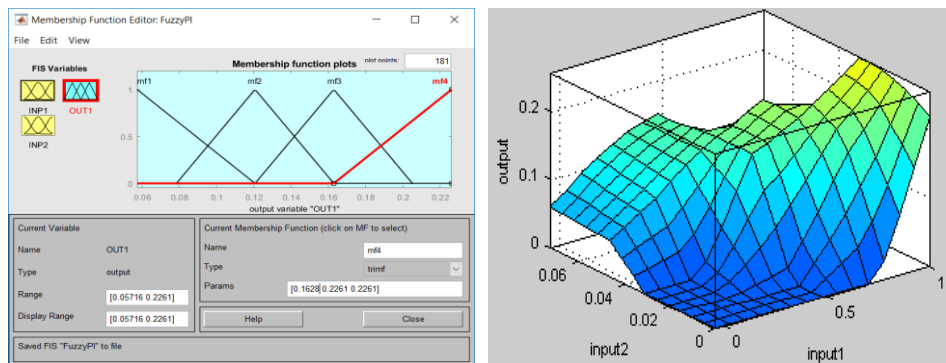 Membership Function Editor: FuzzyPI
File Edit View
FIS Variables
INP1
OUT1
INP2
Membership function plots
plot points:
181
mf1
mf2
mf3
mf4
1
0.5
0
0.06 0.08 0.1 0.12 0.14 0.16 0.18 0.2 0.22
output variable "OUT1"
Current Variable
Name OUT1
Type output
Range [0.05716 0.2261]
Display Range [0.05716 0.2261]
Current Membership Function (click on MF to select)
Name mf4
Type trimf
Params [0.1628 0.2261 0.2261]
Help
Close
Saved FIS "FuzzyPI" to file
output
0.2
0.1
0
0.06
0.04
0.02
0
input2
0
0.5
1
input1